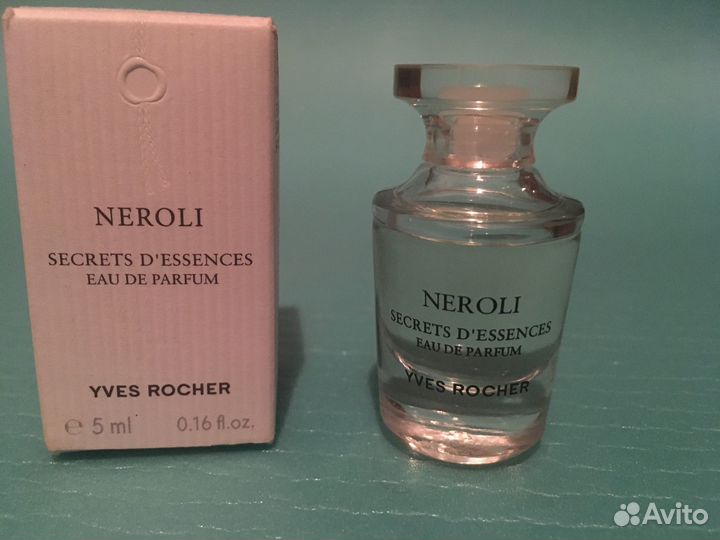 NEROLI
SECRETS D'ESSENCES
EAU DE PARFUM
YVES ROCHER
℮ 5 ml 0.16 fl.oz.
NEROLI
SECRETS D'ESSENCES
EAU DE PARFUM
YVES ROCHER
Avito